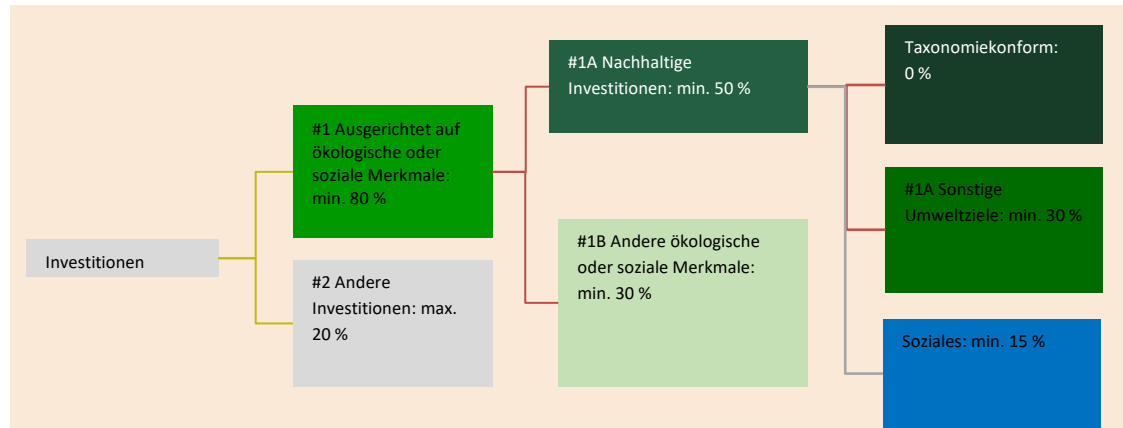 Investitionen
#1 Ausgerichtet auf
ökologische oder
soziale Merkmale:
min. 80 %
#2 Andere
Investitionen: max.
20 %
#1A Nachhaltige
Investitionen: min. 50 %
#1B Andere ökologische
oder soziale Merkmale:
min. 30 %
Taxonomiekonform:
0 %
#1A Sonstige
Umweltziele: min. 30 %
Soziales: min. 15 %